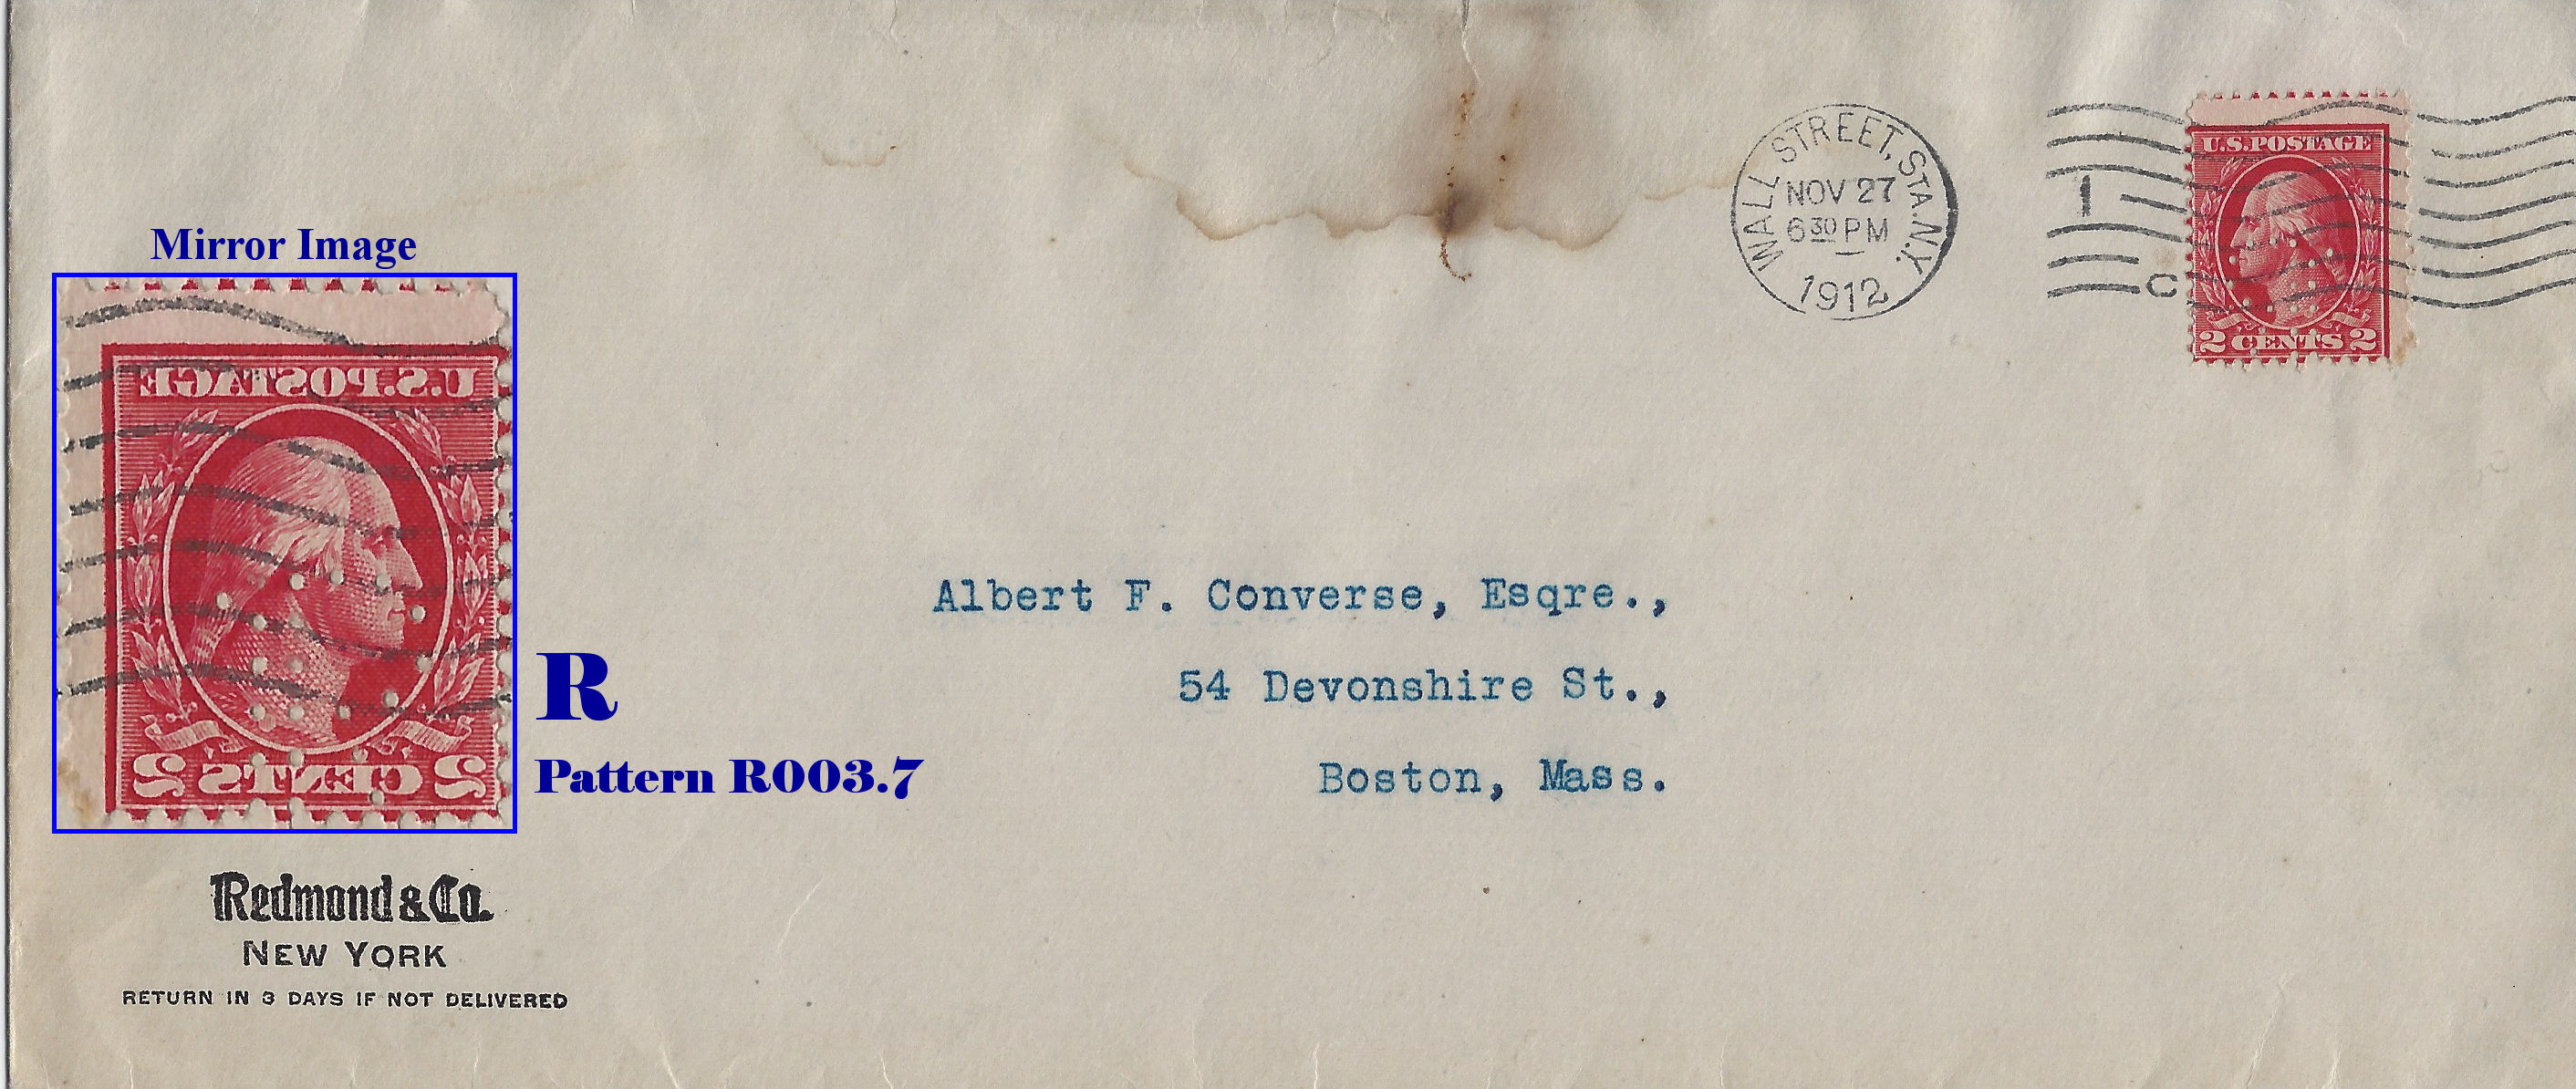 WALL STREET, STA. N.Y.
NOV 27
6 30 PM
1912
1
C
U.S.POSTAGE
2 CENTS 2
Mirror Image
U.S.POSTAGE
2 CENTS 2
R
Pattern R003.7
Albert F. Converse, Esqre.,
54 Devonshire St.,
Boston, Mass.
Redmond & Co.
NEW YORK
RETURN IN 3 DAYS IF NOT DELIVERED